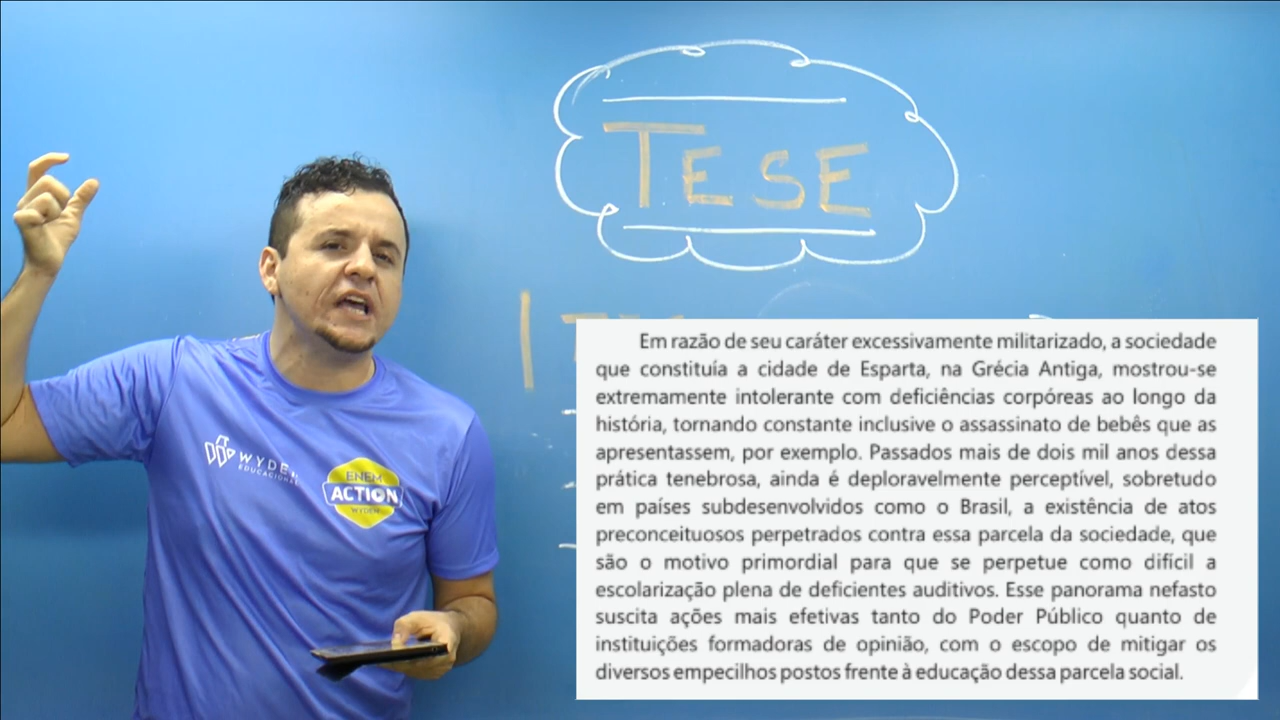 TESE
WYDE
EDUCACIONAL
ENEM
ACTION
WYDEN
Em razão de seu caráter excessivamente militarizado, a sociedade
que constituía a cidade de Esparta, na Grécia Antiga, mostrou-se
extremamente intolerante com deficiências corpóreas ao longo da
história, tornando constante inclusive o assassinato de bebês que as
apresentassem, por exemplo. Passados mais de dois mil anos dessa
prática tenebrosa, ainda é deploravelmente perceptível, sobretudo
em países subdesenvolvidos como o Brasil, a existência de atos
preconceituosos perpetrados contra essa parcela da sociedade, que
são o motivo primordial para que se perpetue como difícil a
escolarização plena de deficientes auditivos. Esse panorama nefasto
suscita ações mais efetivas tanto do Poder Público quanto de
instituições formadoras de opinião, com o escopo de mitigar os
diversos empecilhos postos frente à educação dessa parcela social.